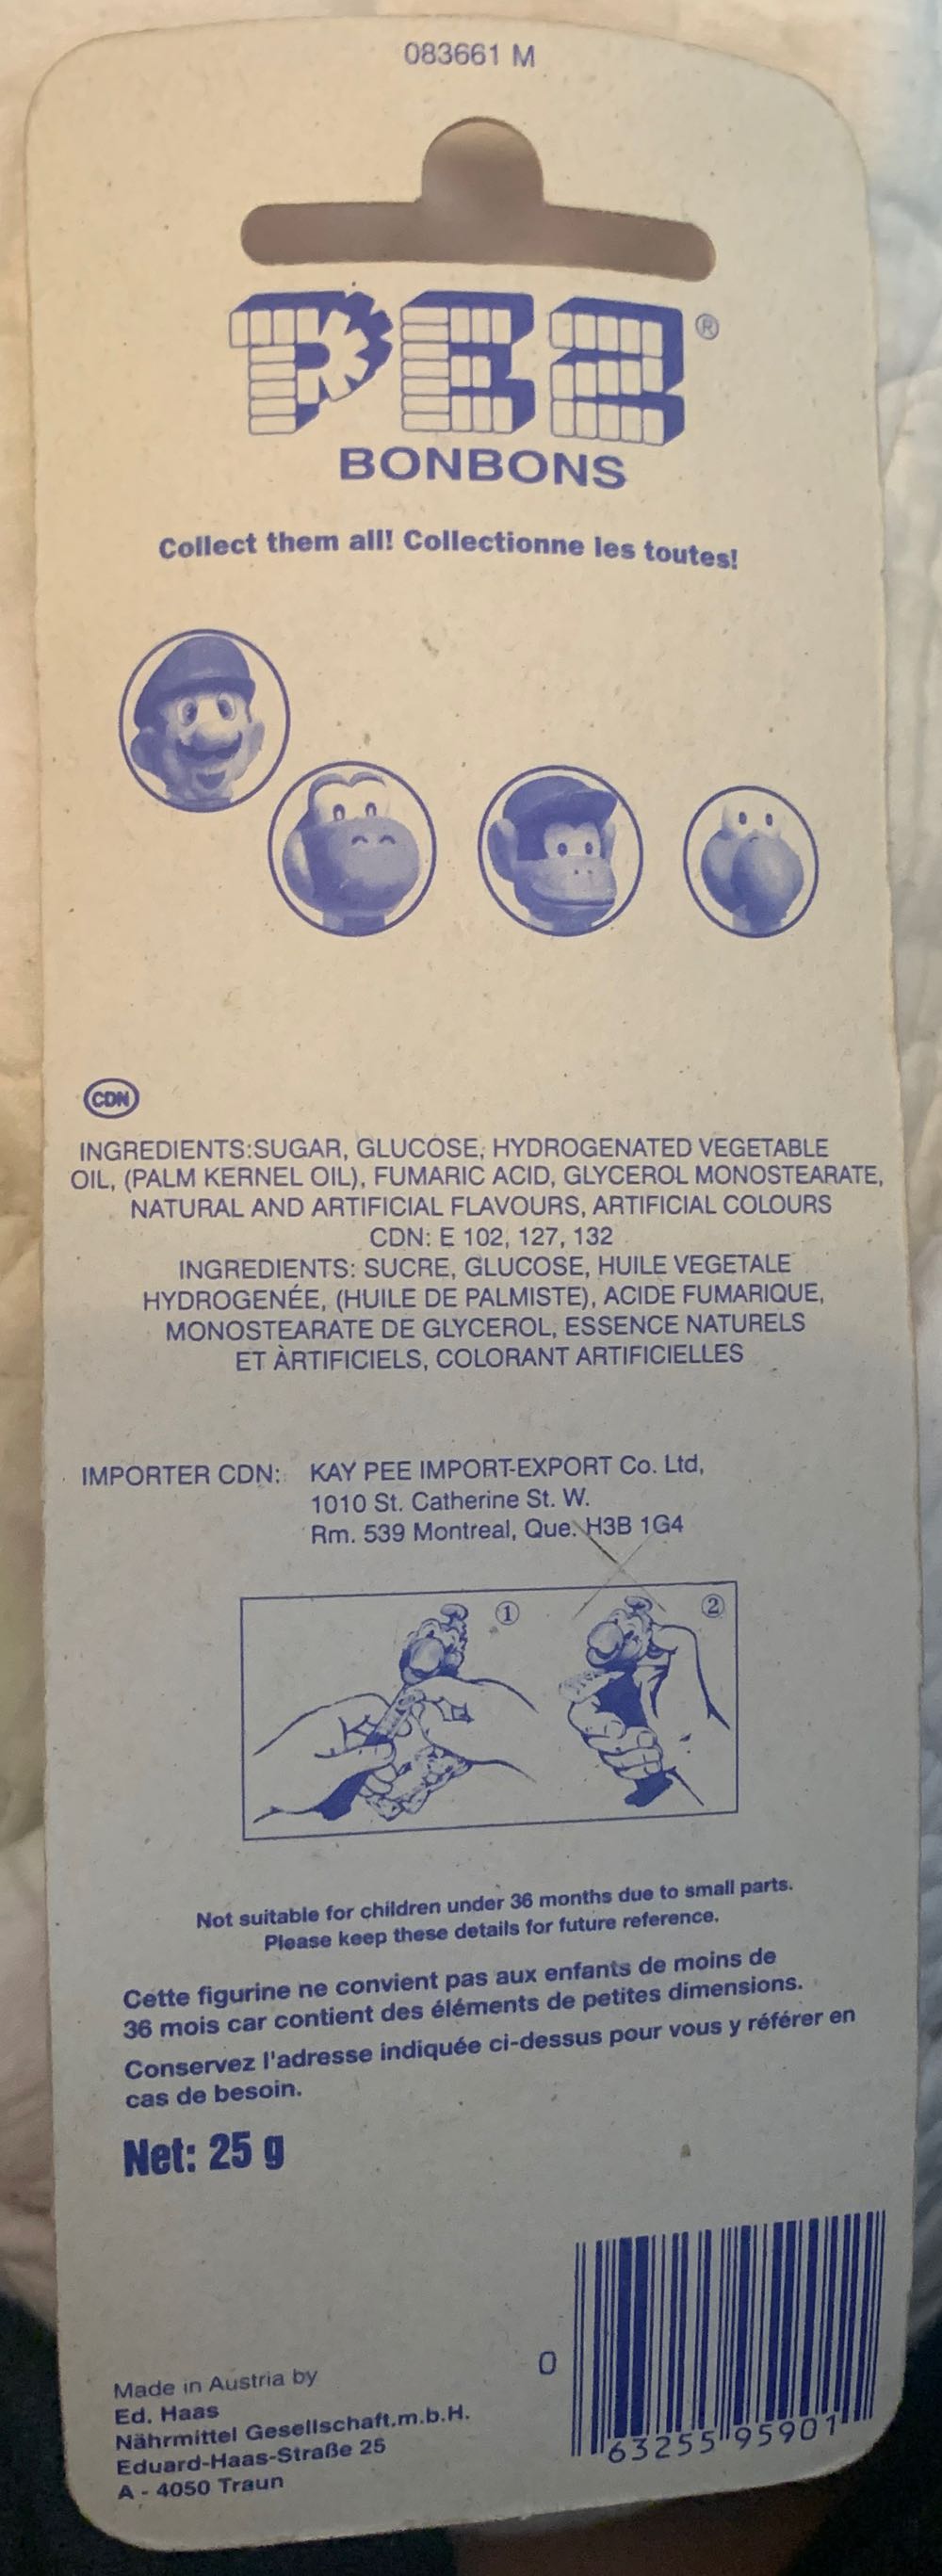 083661 M
PEZ®
BONBONS
Collect them all! Collectionne les toutes!
CDN
INGREDIENTS:SUGAR, GLUCOSE, HYDROGENATED VEGETABLE
OIL, (PALM KERNEL OIL), FUMARIC ACID, GLYCEROL MONOSTEARATE,
NATURAL AND ARTIFICIAL FLAVOURS, ARTIFICIAL COLOURS
CDN: E 102, 127, 132
INGREDIENTS: SUCRE, GLUCOSE, HUILE VEGETALE
HYDROGENÉE, (HUILE DE PALMISTE), ACIDE FUMARIQUE,
MONOSTEARATE DE GLYCEROL, ESSENCE NATURELS
ET ÀRTIFICIELS, COLORANT ARTIFICIELLES
IMPORTER CDN: KAY PEE IMPORT-EXPORT Co. Ltd,
1010 St. Catherine St. W.
Rm. 539 Montreal, Que. H3B 1G4
① ②
Not suitable for children under 36 months due to small parts.
Please keep these details for future reference.
Cette figurine ne convient pas aux enfants de moins de
36 mois car contient des éléments de petites dimensions.
Conservez l'adresse indiquée ci-dessus pour vous y référer en
cas de besoin.
Net: 25 g
Made in Austria by
Ed. Haas
Nährmittel Gesellschaft.m.b.H.
Eduard-Haas-Straße 25
A - 4050 Traun
0 63255 95901